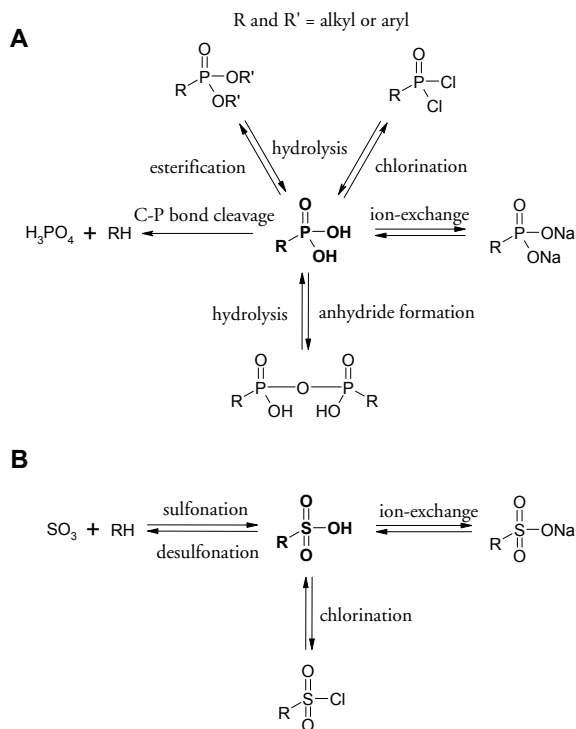 R and R' = alkyl or aryl
A
O
R P OR'
OR'
O
R P Cl
Cl
hydrolysis
esterification
chlorination
C-P bond cleavage
H₃PO₄ + RH
O
R P OH
OH
ion-exchange
O
R P ONa
ONa
hydrolysis
anhydride formation
O O
R P O P R
OH HO
B
SO₃ + RH
sulfonation
desulfonation
O
R S OH
O
ion-exchange
O
R S ONa
O
chlorination
O
R S Cl
O